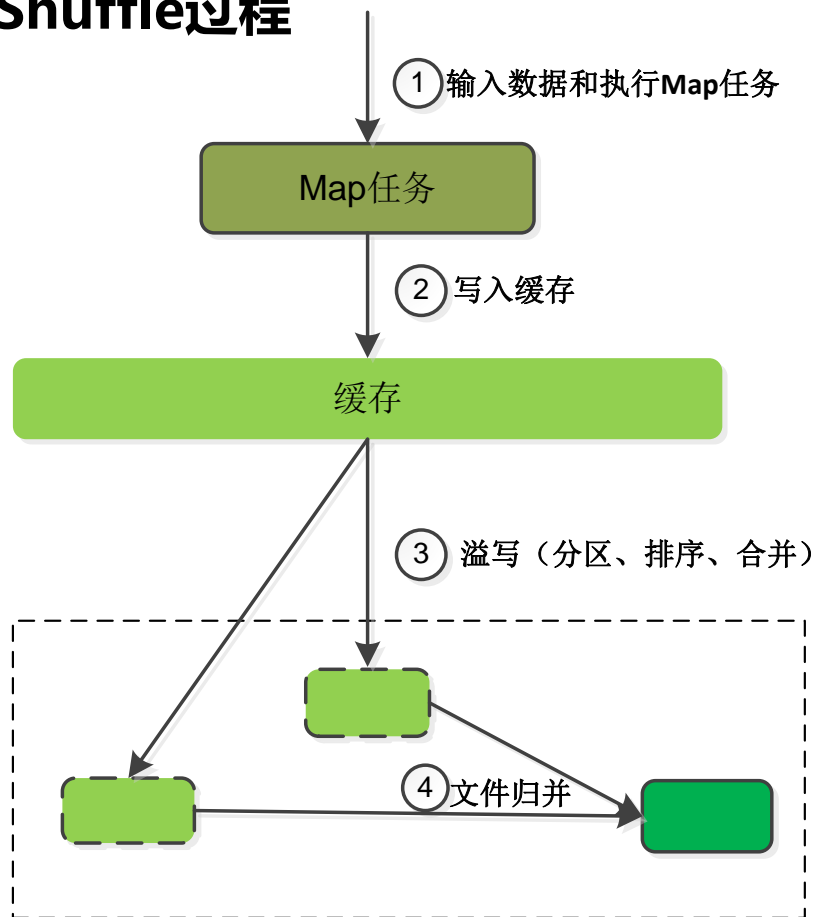 Shuffle过程
1 输入数据和执行Map任务
Map任务
2 写入缓存
缓存
3 溢写（分区、排序、合并）
4 文件归并